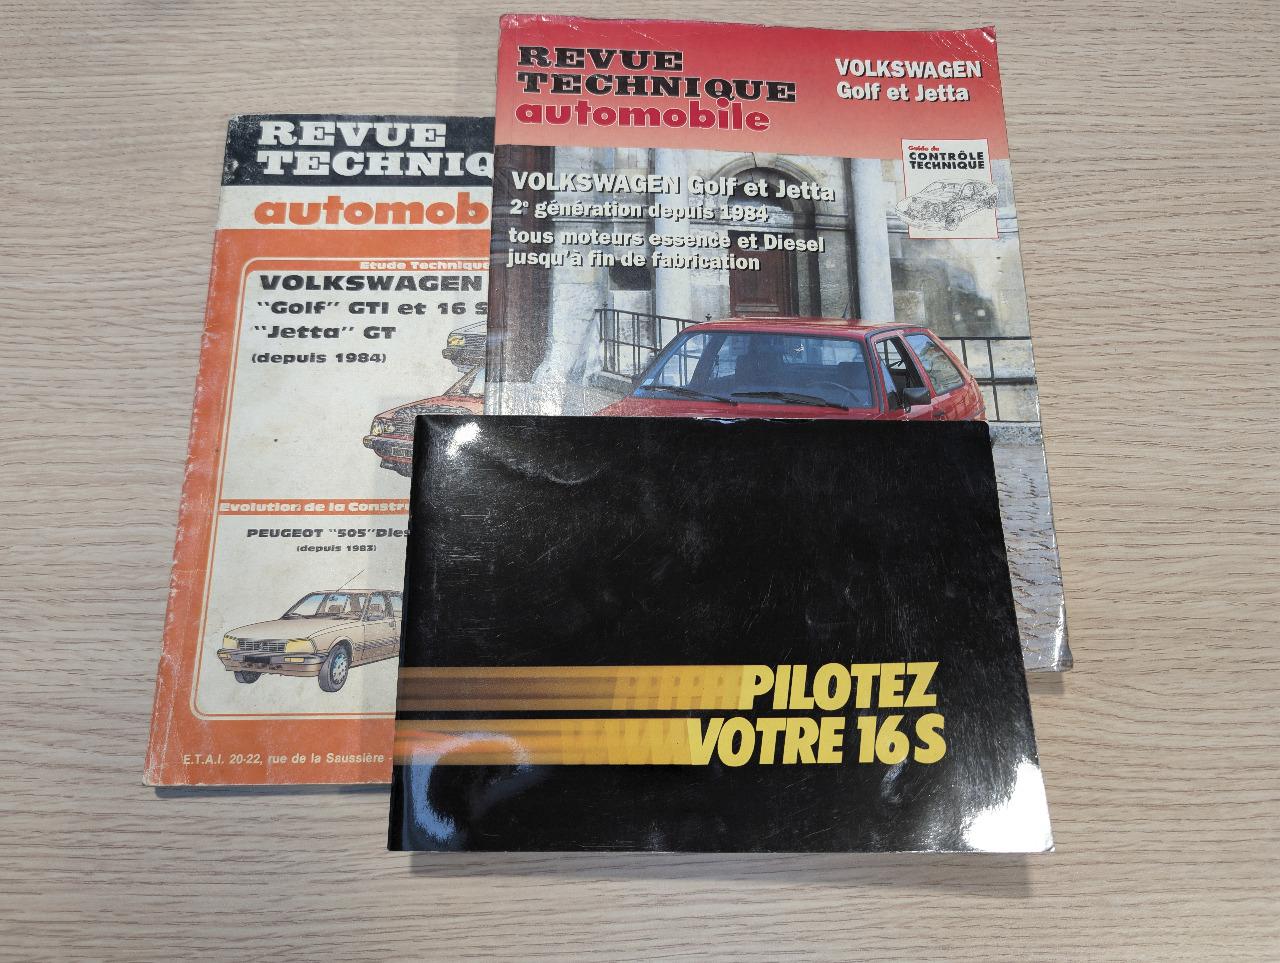 REVUE
TECHNIQUE
automobile
VOLKSWAGEN
Golf et Jetta
Guide du
CONTRÔLE
TECHNIQUE
VOLKSWAGEN Golf et Jetta
2e génération depuis 1984
tous moteurs essence et Diesel
jusqu'à fin de fabrication
REVUE
TECHNIQ
automob
Etude Technique
VOLKSWAGEN
"Golf" GTI et 16 S
"Jetta" GT
(depuis 1984)
Evolution de la Constru
PEUGEOT "505" Dies
(depuis 1983)
E.T.A.I. 20-22, rue de la Saussière -
PILOTEZ
VOTRE 16 S